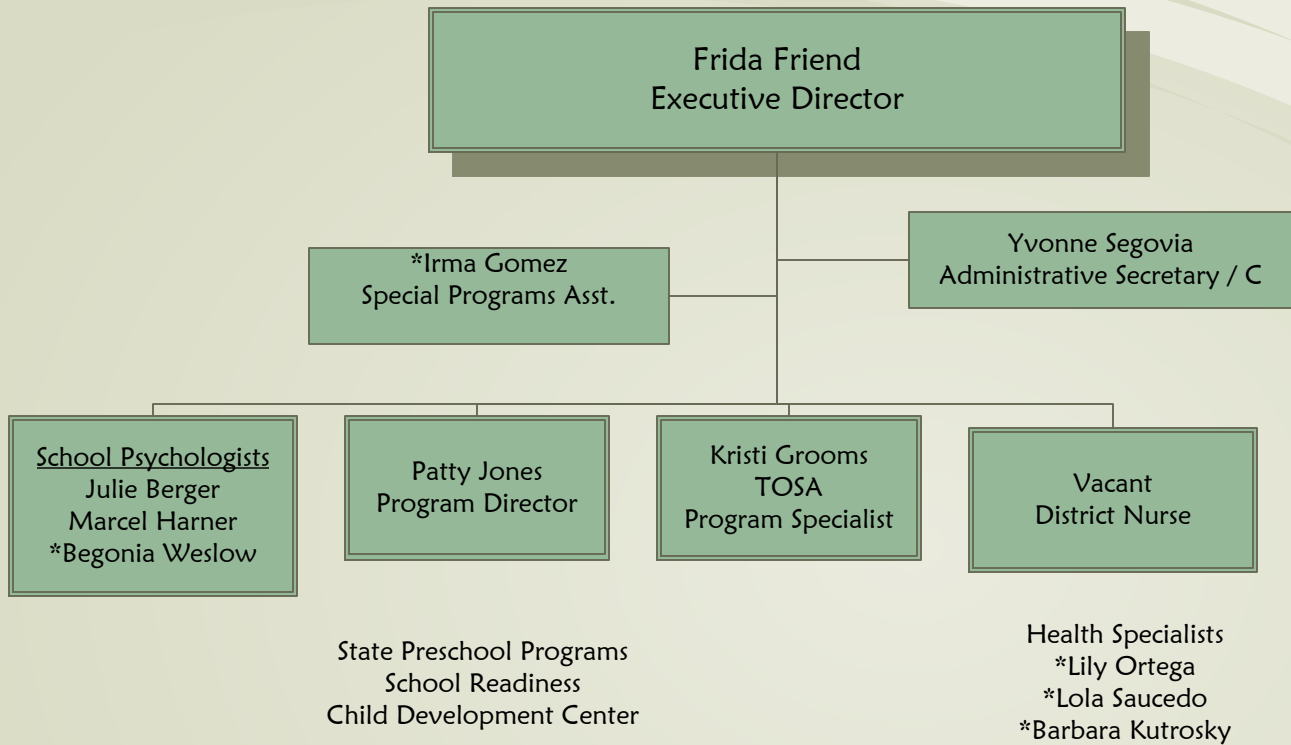 Frida Friend
Executive Director
Yvonne Segovia
Administrative Secretary / C
*Irma Gomez
Special Programs Asst.
School Psychologists
Julie Berger
Marcel Harner
*Begonia Weslow
Patty Jones
Program Director
Kristi Grooms
TOSA
Program Specialist
Vacant
District Nurse
State Preschool Programs
School Readiness
Child Development Center
Health Specialists
*Lily Ortega
*Lola Saucedo
*Barbara Kutrosky